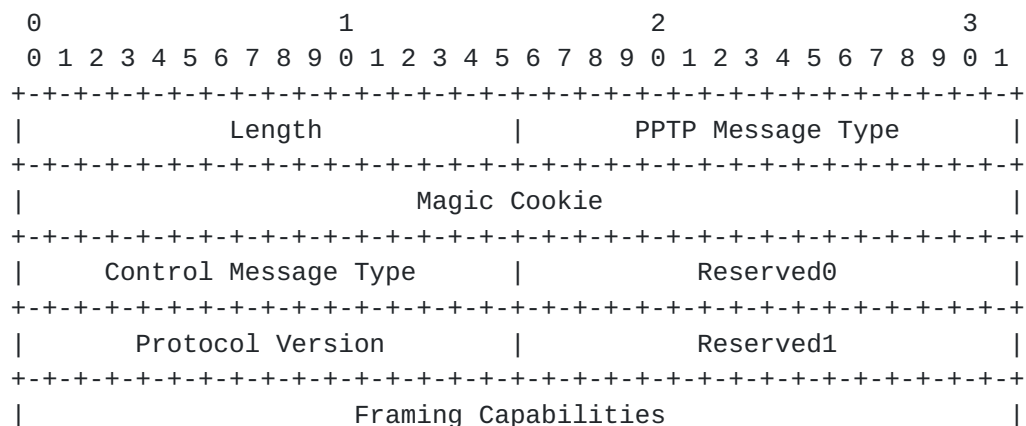 0                   1                   2                   3
0 1 2 3 4 5 6 7 8 9 0 1 2 3 4 5 6 7 8 9 0 1 2 3 4 5 6 7 8 9 0 1
+-+-+-+-+-+-+-+-+-+-+-+-+-+-+-+-+-+-+-+-+-+-+-+-+-+-+-+-+-+-+-+-+
|             Length            |       PPTP Message Type       |
+-+-+-+-+-+-+-+-+-+-+-+-+-+-+-+-+-+-+-+-+-+-+-+-+-+-+-+-+-+-+-+-+
|                         Magic Cookie                          |
+-+-+-+-+-+-+-+-+-+-+-+-+-+-+-+-+-+-+-+-+-+-+-+-+-+-+-+-+-+-+-+-+
|     Control Message Type      |           Reserved0           |
+-+-+-+-+-+-+-+-+-+-+-+-+-+-+-+-+-+-+-+-+-+-+-+-+-+-+-+-+-+-+-+-+
|       Protocol Version        |           Reserved1           |
+-+-+-+-+-+-+-+-+-+-+-+-+-+-+-+-+-+-+-+-+-+-+-+-+-+-+-+-+-+-+-+-+
|                     Framing Capabilities                      |